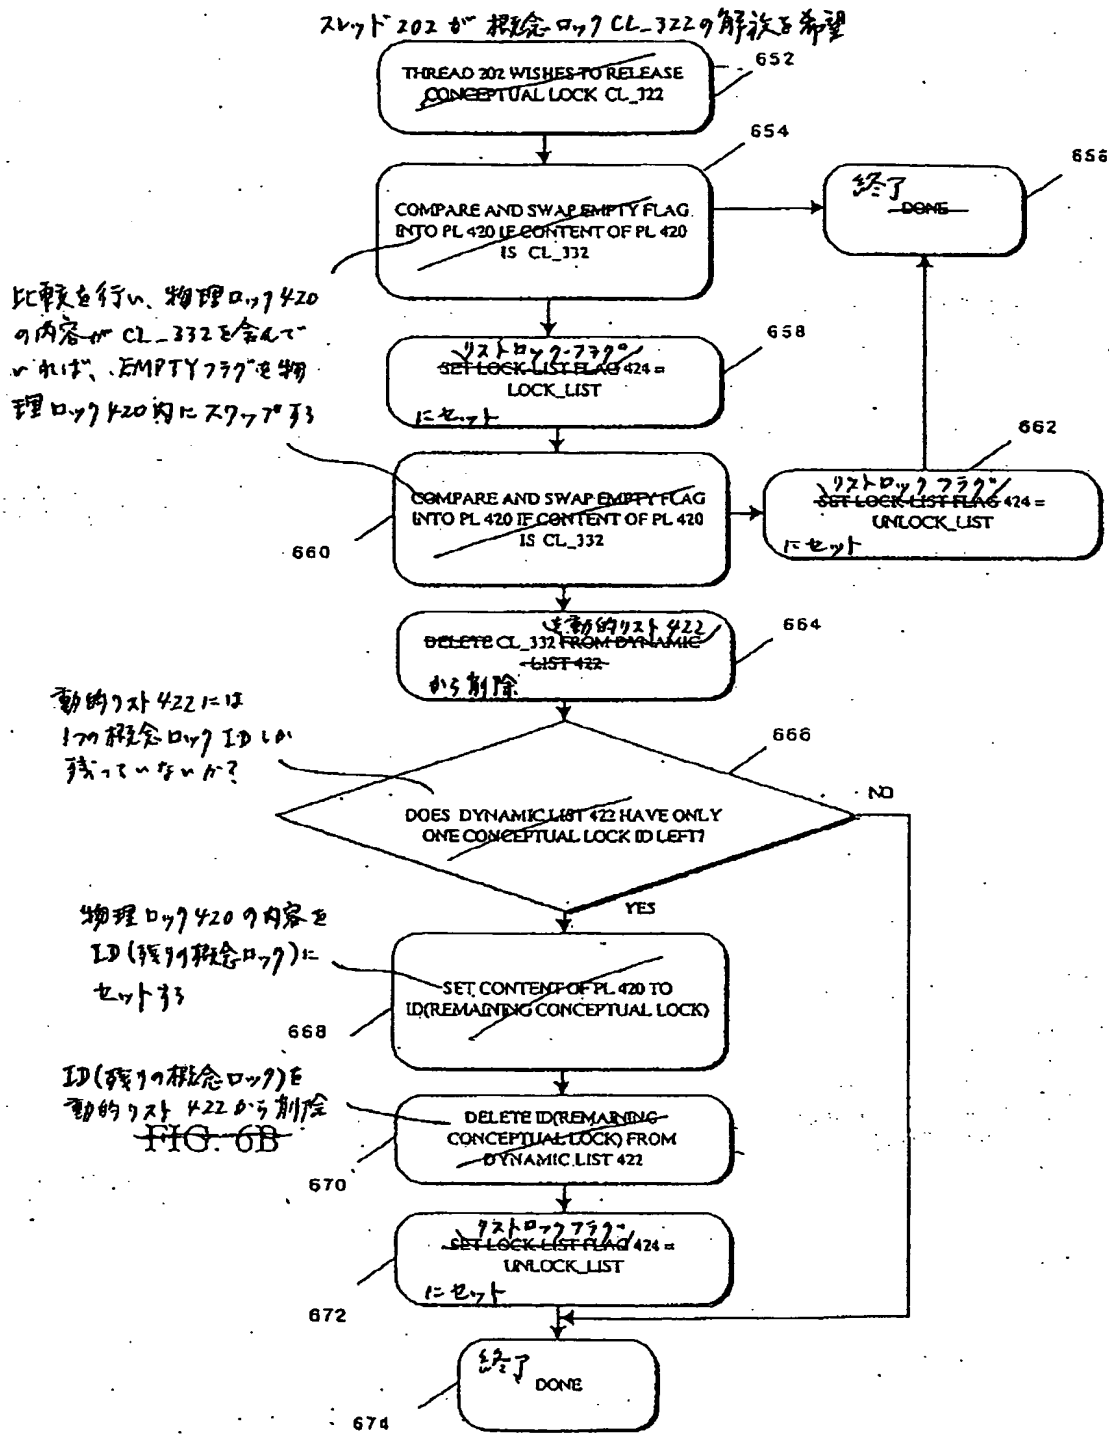 スレッド 202 が 概念ロック CL_322の解放を希望
THREAD 202 WISHES TO RELEASE
CONCEPTUAL LOCK CL_322
652
654
COMPARE AND SWAP EMPTY FLAG
INTO PL 420 IF CONTENT OF PL 420
IS CL_332
終了
DONE
656
比較を行い、物理ロック420
の内容が CL_332を含んで
いれば、EMPTYフラグを物
理ロック420内にスワップする
リストロック・フラグ
SET LOCK-LIST FLAG 424 =
LOCK_LIST
にセット
658
COMPARE AND SWAP EMPTY FLAG
INTO PL 420 IF CONTENT OF PL 420
IS CL_332
660
662
リストロックフラグ
SET LOCK-LIST FLAG 424 =
UNLOCK_LIST
にセット
を動的リスト422
DELETE CL_332 FROM DYNAMIC
LIST 422
から削除
664
動的リスト422には
1つの概念ロックIDしか
残っていないか?
666
DOES DYNAMIC LIST 422 HAVE ONLY
ONE CONCEPTUAL LOCK ID LEFT?
NO
YES
物理ロック420の内容を
ID(残りの概念ロック)に
セットする
SET CONTENT OF PL 420 TO
ID(REMAINING CONCEPTUAL LOCK)
668
ID(残りの概念ロック)を
動的リスト422から削除
FIG. 6B
DELETE ID(REMAINING
CONCEPTUAL LOCK) FROM
DYNAMIC LIST 422
670
リストロックフラグ
SET LOCK-LIST FLAG 424 =
UNLOCK_LIST
にセット
672
終了
DONE
674